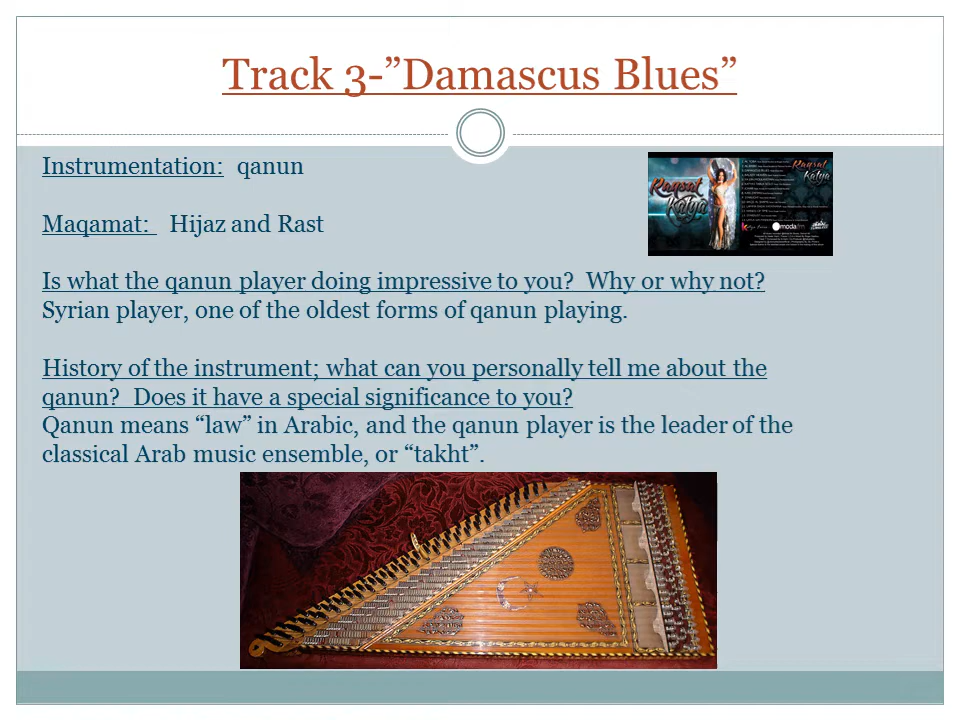 Track 3-”Damascus Blues”
Instrumentation: qanun
Maqamat: Hijaz and Rast
Raqsat
Katya
Raqsat
Katya
Is what the qanun player doing impressive to you? Why or why not?
Syrian player, one of the oldest forms of qanun playing.
History of the instrument; what can you personally tell me about the
qanun? Does it have a special significance to you?
Qanun means “law” in Arabic, and the qanun player is the leader of the
classical Arab music ensemble, or “takht”.